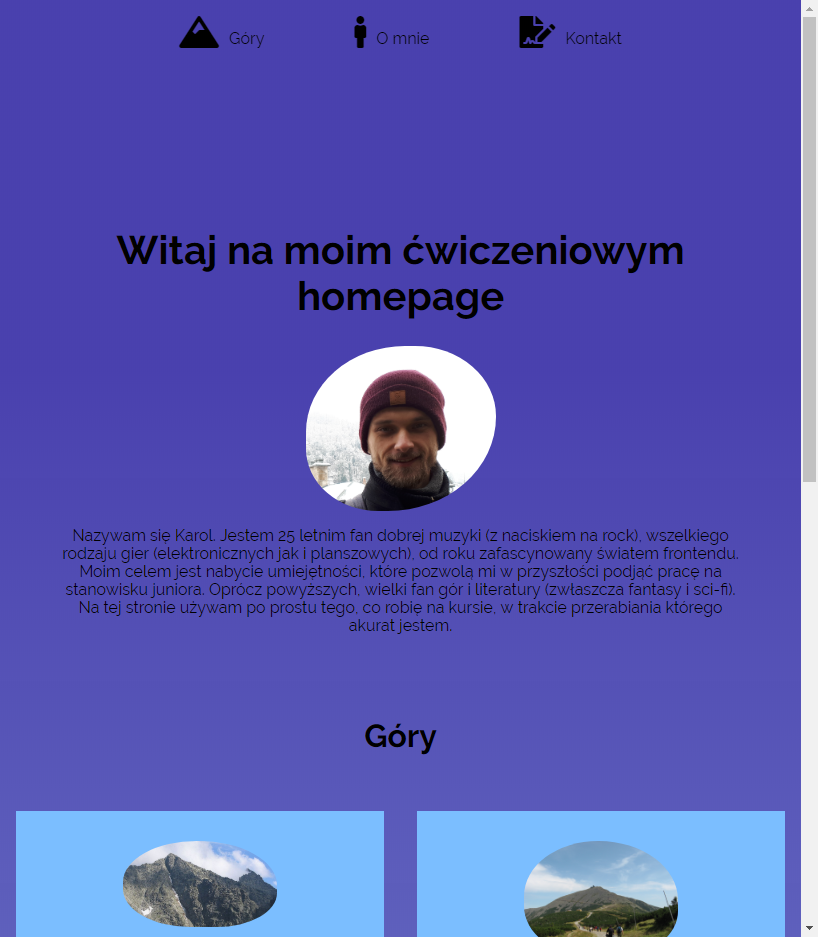 Góry O mnie Kontakt
Witaj na moim ćwiczeniowym
homepage
Nazywam się Karol. Jestem 25 letnim fan dobrej muzyki (z naciskiem na rock), wszelkiego
rodzaju gier (elektronicznych jak i planszowych), od roku zafascynowany światem frontendu.
Moim celem jest nabycie umiejętności, które pozwolą mi w przyszłości podjąć pracę na
stanowisku juniora. Oprócz powyższych, wielki fan gór i literatury (zwłaszcza fantasy i sci-fi).
Na tej stronie używam po prostu tego, co robię na kursie, w trakcie przerabiania którego
akurat jestem.
Góry